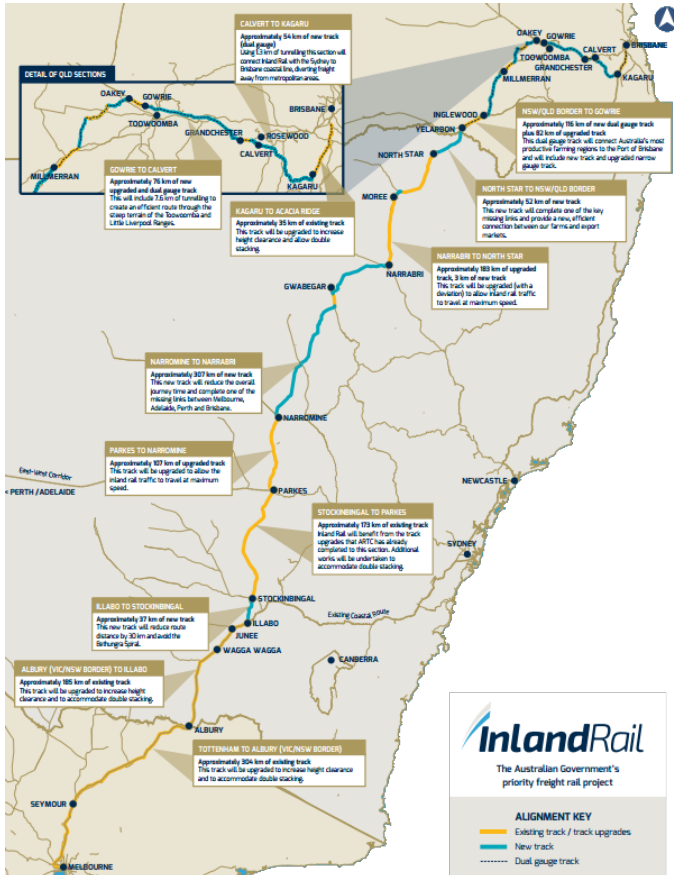 CALVERT TO KAGARU
Approximately 54 km of new track
(dual gauge)
Using 1.3 km of tunnelling this section will
connect Inland Rail with the Sydney to
Brisbane coastal line, diverting freight
away from metropolitan areas.
OAKEY
GOWRIE
TOOWOOMBA
CALVERT
GRANDCHESTER
BRISBANE
MILLMERRAN
KAGARU
DETAIL OF QLD SECTIONS
OAKEY
GOWRIE
TOOWOOMBA
BRISBANE
GRANDCHESTER
ROSEWOOD
CALVERT
MILLMERRAN
KAGARU
INGLEWOOD
YELARBON
NSW/QLD BORDER TO GOWRIE
Approximately 116 km of new dual gauge track
plus 82 km of upgraded track
This dual gauge track will connect Australia's most
productive farming regions to the Port of Brisbane
and will include new track and upgraded narrow
gauge track.
GOWRIE TO CALVERT
Approximately 76 km of new
upgraded and dual gauge track
This will include 7.6 km of tunnelling to
create an efficient route through the
steep terrain of the Toowoomba and
Little Liverpool Ranges.
NORTH STAR
KAGARU TO ACACIA RIDGE
Approximately 35 km of existing track
This track will be upgraded to increase
height clearance and allow double
stacking.
MOREE
NORTH STAR TO NSW/QLD BORDER
Approximately 52 km of new track
This new track will complete one of the key
missing links and provide a new, efficient
connection between our farms and export
markets.
NARRABRI
GWABEGAR
NARRABRI TO NORTH STAR
Approximately 183 km of upgraded
track, 3 km of new track
This track will be upgraded (with a
deviation) to allow inland rail traffic
to travel at maximum speed.
NARROMINE TO NARRABRI
Approximately 307 km of new track
This new track will reduce the overall
journey time and complete one of the
missing links between Melbourne,
Adelaide, Perth and Brisbane.
NARROMINE
PARKES TO NARROMINE
Approximately 107 km of upgraded track
This track will be upgraded to allow the
inland rail traffic to travel at maximum
speed.
East-West Corridor
< PERTH /ADELAIDE
PARKES
NEWCASTLE
STOCKINBINGAL TO PARKES
Approximately 173 km of existing track
Inland Rail will benefit from the track
upgrades that ARTC has already
completed to this section. Additional
works will be undertaken to
accommodate double stacking.
SYDNEY
STOCKINBINGAL
Existing Coastal Route
ILLABO TO STOCKINBINGAL
Approximately 37 km of new track
This new track will reduce route
distance by 30 km and avoid the
Bethungra Spiral.
ILLABO
JUNEE
WAGGA WAGGA
CANBERRA
ALBURY (VIC/NSW BORDER) TO ILLABO
Approximately 185 km of existing track
This track will be upgraded to increase height
clearance and to accommodate double stacking.
ALBURY
TOTTENHAM TO ALBURY (VIC/NSW BORDER)
Approximately 304 km of existing track
This track will be upgraded to increase height clearance
and to accommodate double stacking.
SEYMOUR
MELBOURNE
InlandRail
The Australian Government's
priority freight rail project
ALIGNMENT KEY
Existing track / track upgrades
New track
Dual gauge track